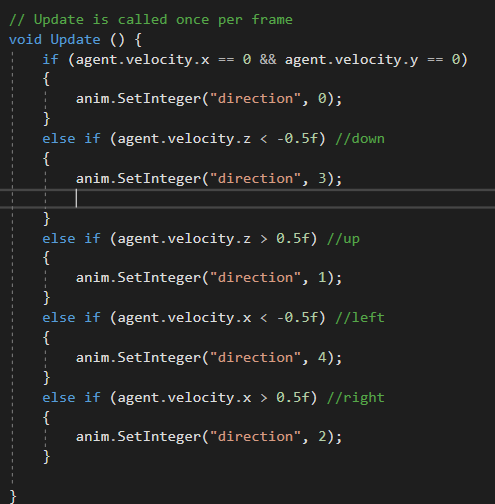 // Update is called once per frame
void Update () {
if (agent.velocity.x == 0 && agent.velocity.y == 0)
{
anim.SetInteger("direction", 0);
}
else if (agent.velocity.z < -0.5f) //down
{
anim.SetInteger("direction", 3);
}
else if (agent.velocity.z > 0.5f) //up
{
anim.SetInteger("direction", 1);
}
else if (agent.velocity.x < -0.5f) //left
{
anim.SetInteger("direction", 4);
}
else if (agent.velocity.x > 0.5f) //right
{
anim.SetInteger("direction", 2);
}
}